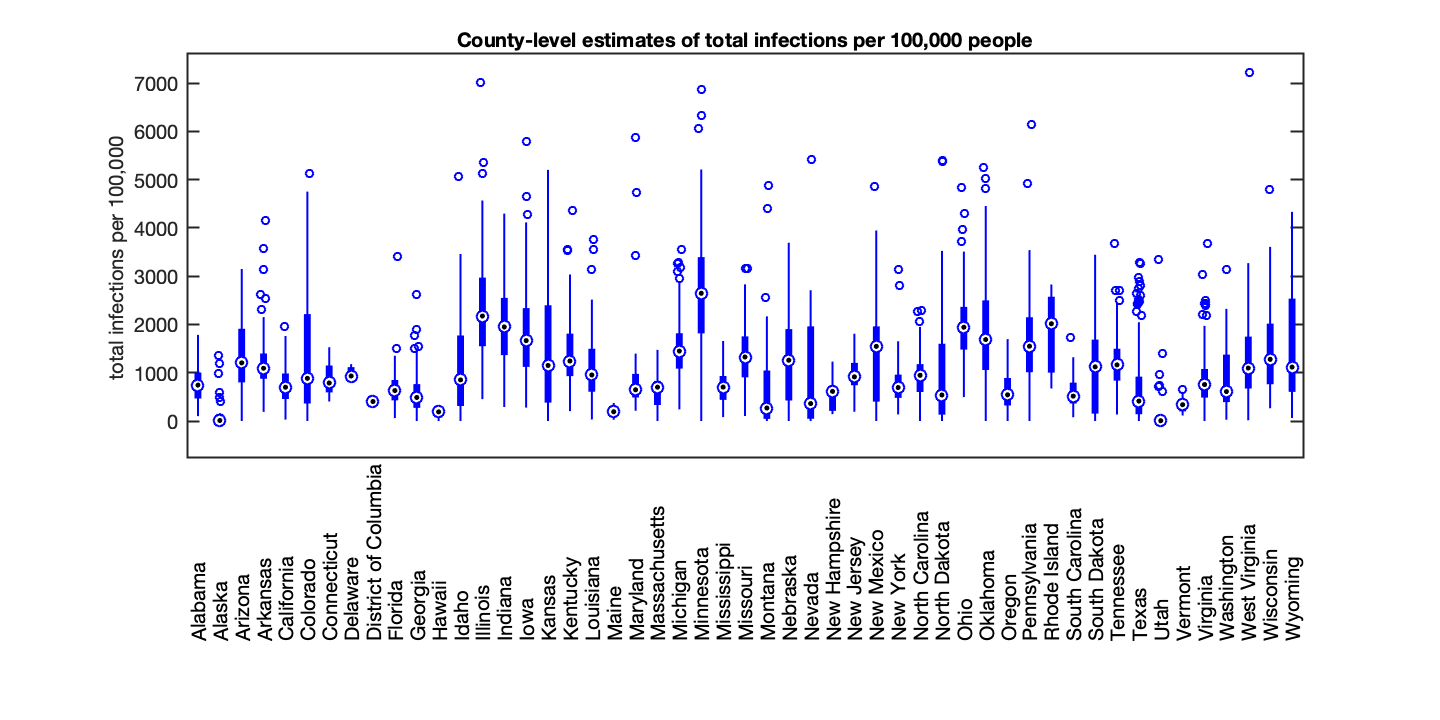 County-level estimates of total infections per 100,000 people
total infections per 100,000
7000
6000
5000
4000
3000
2000
1000
0
Alabama
Alaska
Arizona
Arkansas
California
Colorado
Connecticut
Delaware
District of Columbia
Florida
Georgia
Hawaii
Idaho
Illinois
Indiana
Iowa
Kansas
Kentucky
Louisiana
Maine
Maryland
Massachusetts
Michigan
Minnesota
Mississippi
Missouri
Montana
Nebraska
Nevada
New Hampshire
New Jersey
New Mexico
New York
North Carolina
North Dakota
Ohio
Oklahoma
Oregon
Pennsylvania
Rhode Island
South Carolina
South Dakota
Tennessee
Texas
Utah
Vermont
Virginia
Washington
West Virginia
Wisconsin
Wyoming